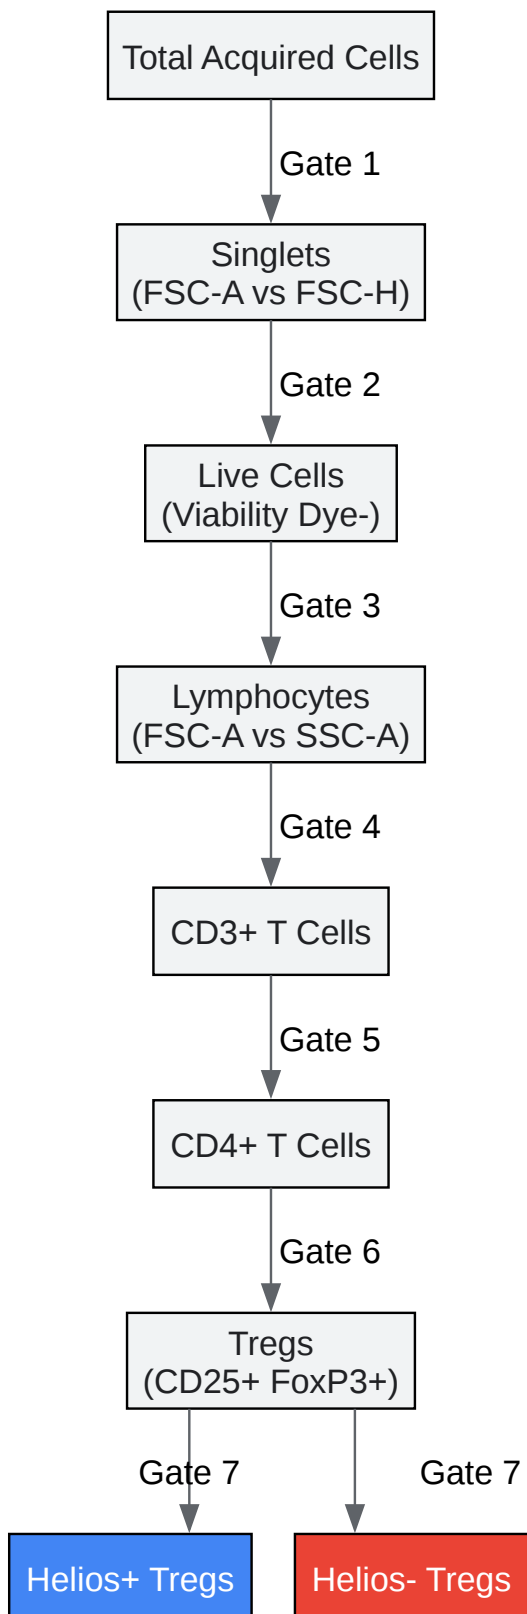 Total Acquired Cells
Gate 1
Singlets
(FSC-A vs FSC-H)
Gate 2
Live Cells
(Viability Dye-)
Gate 3
Lymphocytes
(FSC-A vs SSC-A)
Gate 4
CD3+ T Cells
Gate 5
CD4+ T Cells
Gate 6
Tregs
(CD25+ FoxP3+)
Gate 7
Gate 7
Helios+ Tregs
Helios- Tregs